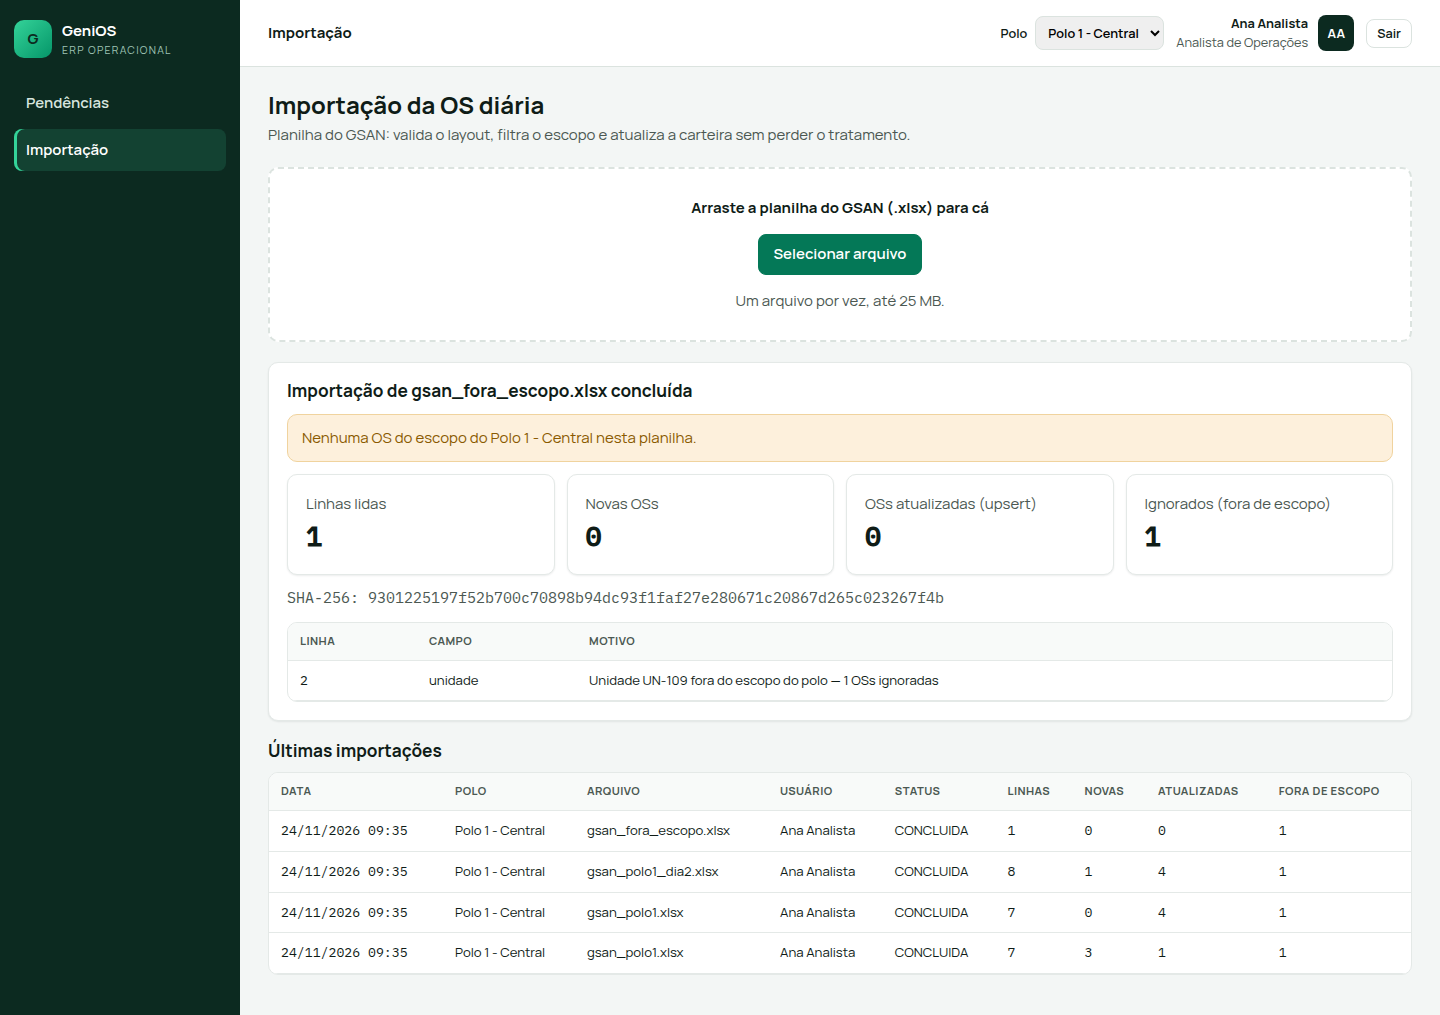 G
GeniOS
ERP OPERACIONAL
Pendências
Importação
Importação
Polo
Polo 1 - Central
Ana Analista
Analista de Operações
AA
Sair
Importação da OS diária
Planilha do GSAN: valida o layout, filtra o escopo e atualiza a carteira sem perder o tratamento.
Arraste a planilha do GSAN (.xlsx) para cá
Selecionar arquivo
Um arquivo por vez, até 25 MB.
Importação de gsan_fora_escopo.xlsx concluída
Nenhuma OS do escopo do Polo 1 - Central nesta planilha.
Linhas lidas
1
Novas OSs
0
OSs atualizadas (upsert)
0
Ignorados (fora de escopo)
1
SHA-256: 9301225197f52b700c70898b94dc93f1faf27e280671c20867d265c023267f4b
LINHA CAMPO MOTIVO
2 unidade Unidade UN-109 fora do escopo do polo — 1 OSs ignoradas
Últimas importações
DATA POLO ARQUIVO USUÁRIO STATUS LINHAS NOVAS ATUALIZADAS FORA DE ESCOPO
24/11/2026 09:35 Polo 1 - Central gsan_fora_escopo.xlsx Ana Analista CONCLUIDA 1 0 0 1
24/11/2026 09:35 Polo 1 - Central gsan_polo1_dia2.xlsx Ana Analista CONCLUIDA 8 1 4 1
24/11/2026 09:35 Polo 1 - Central gsan_polo1.xlsx Ana Analista CONCLUIDA 7 0 4 1
24/11/2026 09:35 Polo 1 - Central gsan_polo1.xlsx Ana Analista CONCLUIDA 7 3 1 1